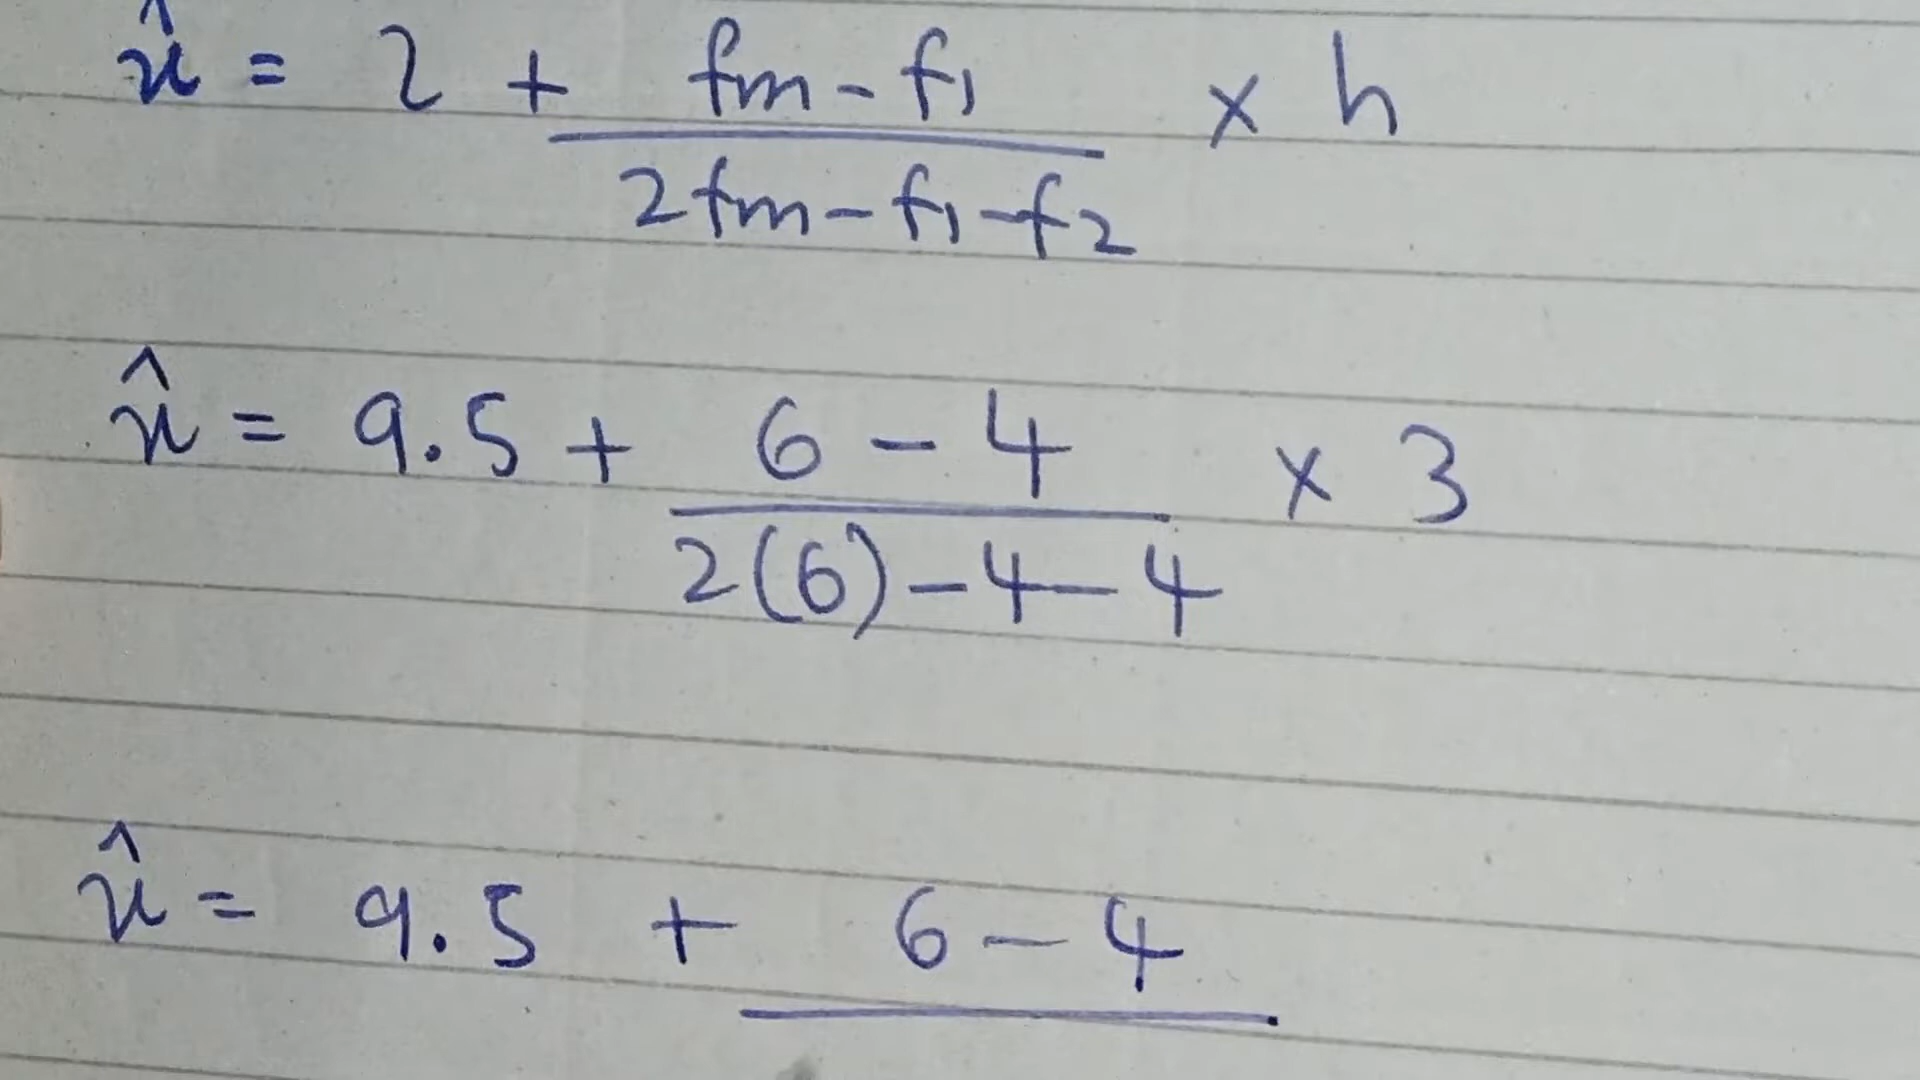 x̂ = l + fm - f1 × h
2fm - f1 - f2
x̂ = 9.5 + 6 - 4 × 3
2(6) - 4 - 4
x̂ = 9.5 + 6 - 4